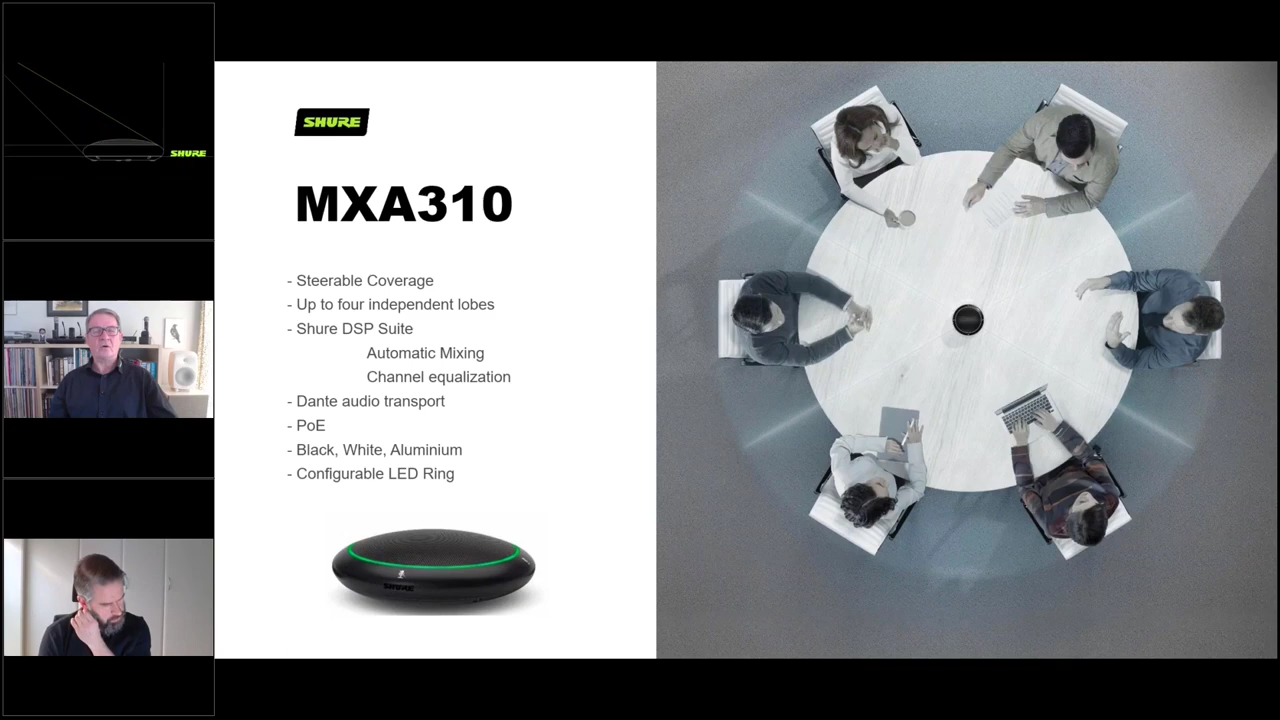 SHURE
SHURE
MXA310
- Steerable Coverage
- Up to four independent lobes
- Shure DSP Suite
Automatic Mixing
Channel equalization
- Dante audio transport
- PoE
- Black, White, Aluminium
- Configurable LED Ring
SHURE